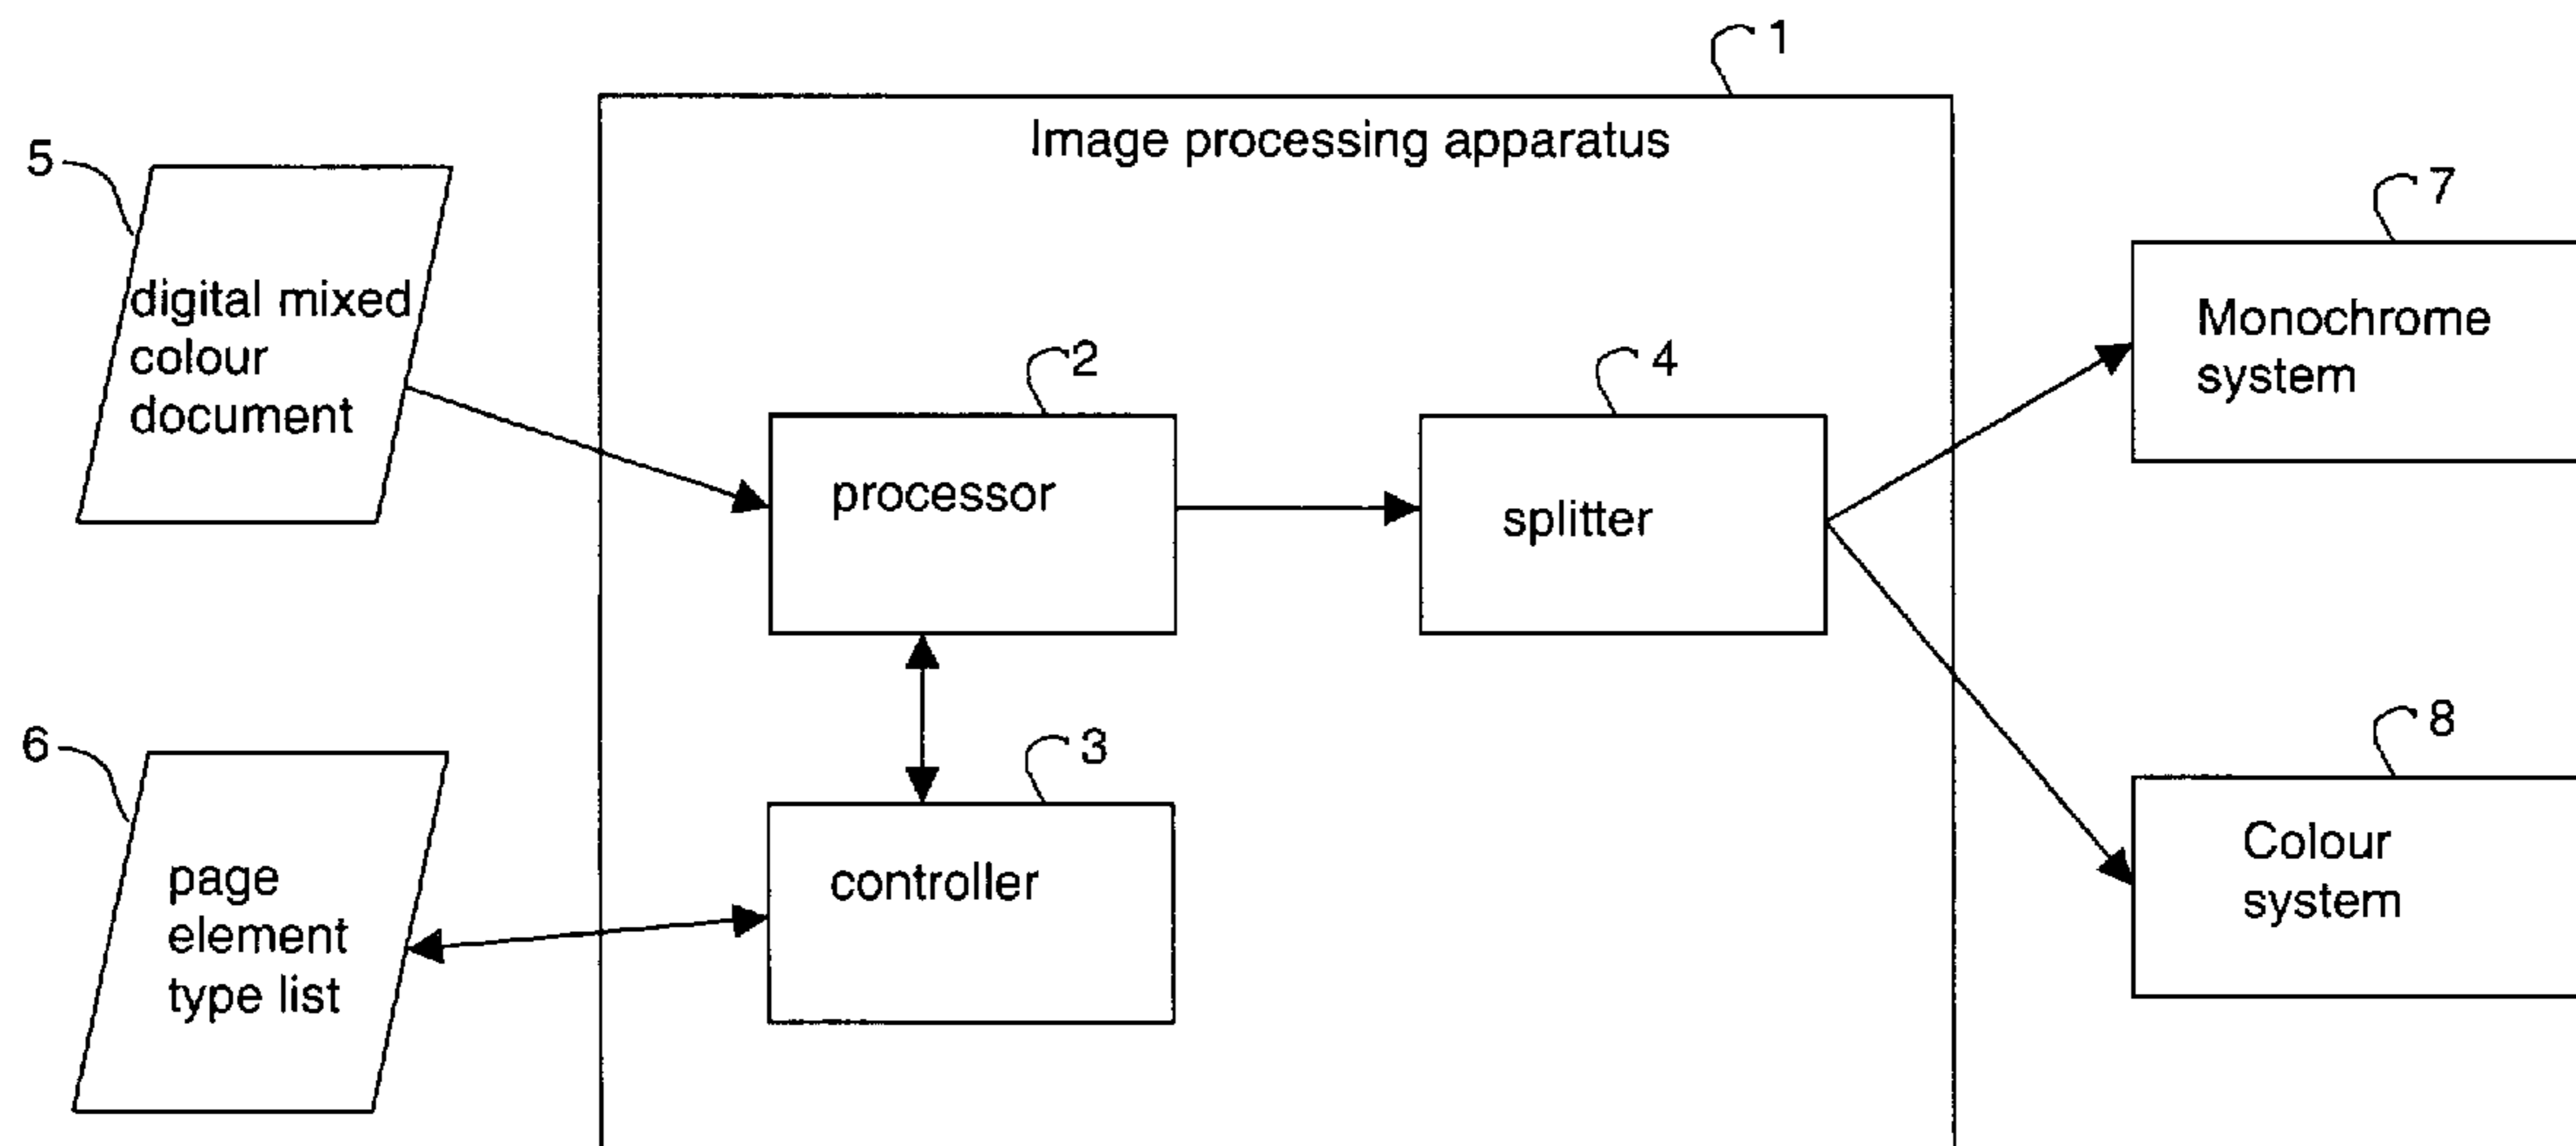 1
Image processing apparatus
5
digital mixed
colour
document
2
processor
4
splitter
7
Monochrome
system
6
page
element
type list
3
controller
8
Colour
system